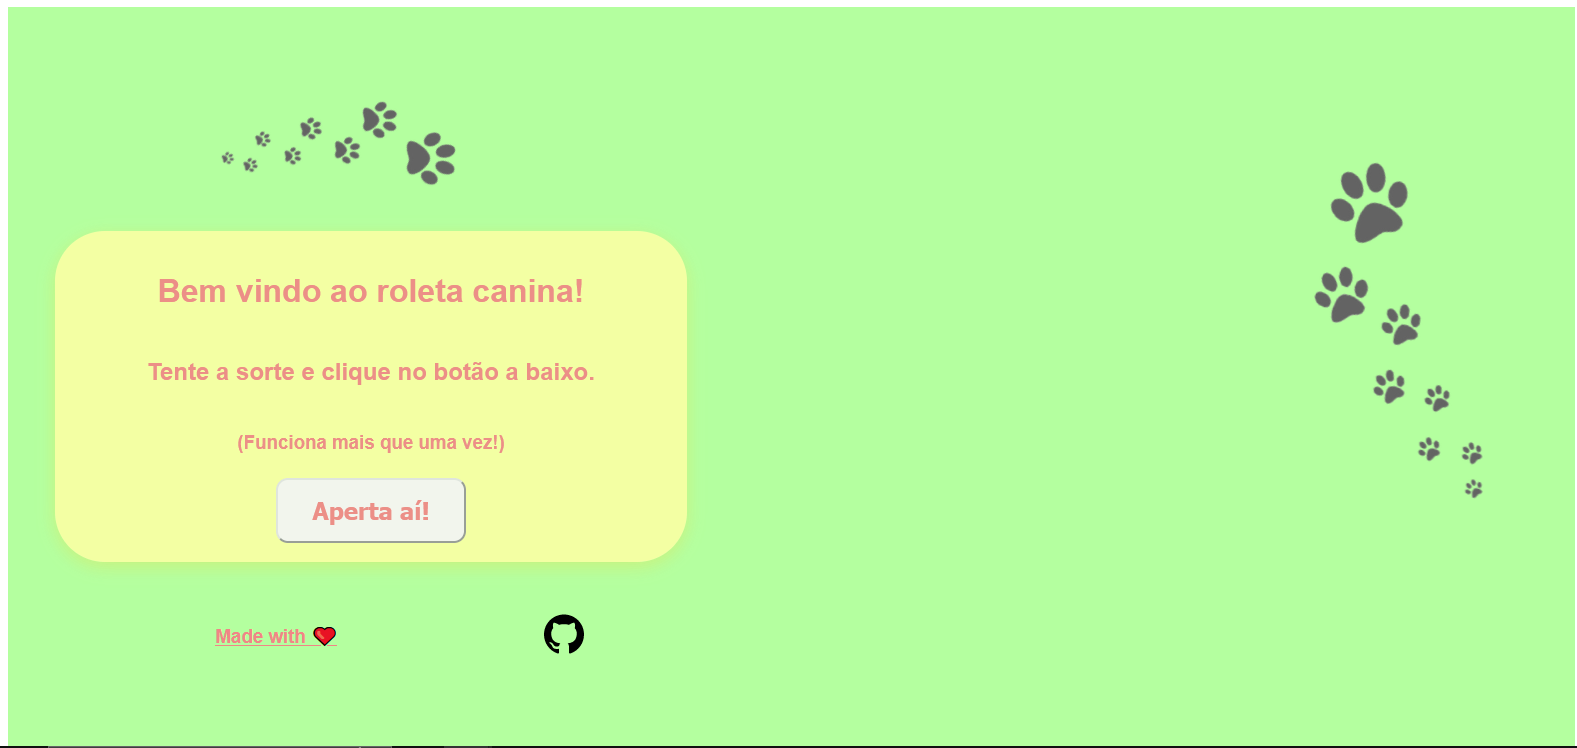 Bem vindo ao roleta canina!
Tente a sorte e clique no botão a baixo.
(Funciona mais que uma vez!)
Aperta aí!
Made with